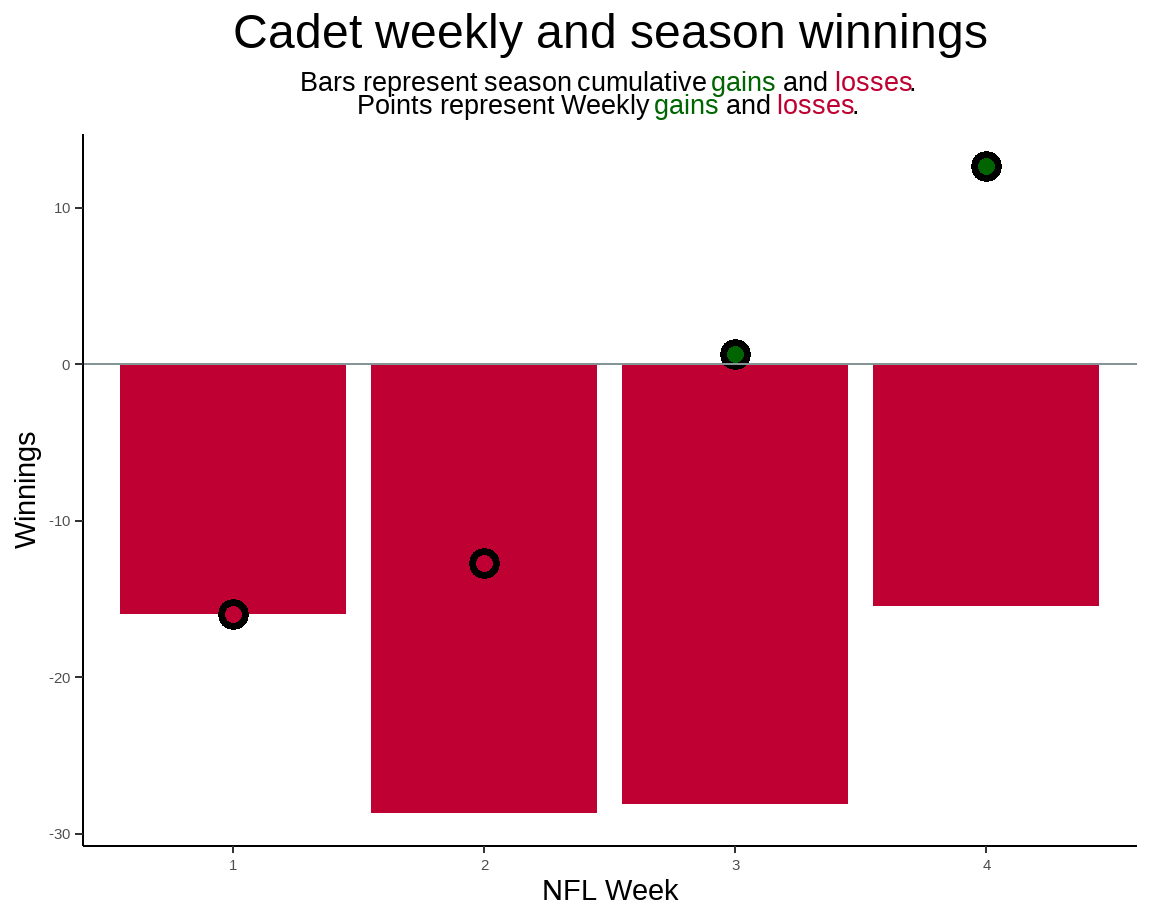 Cadet weekly and season winnings
Bars represent season cumulative gains and losses.
Points represent Weekly gains and losses.
10
0
-10
-20
-30
Winnings
1 2 3 4
NFL Week